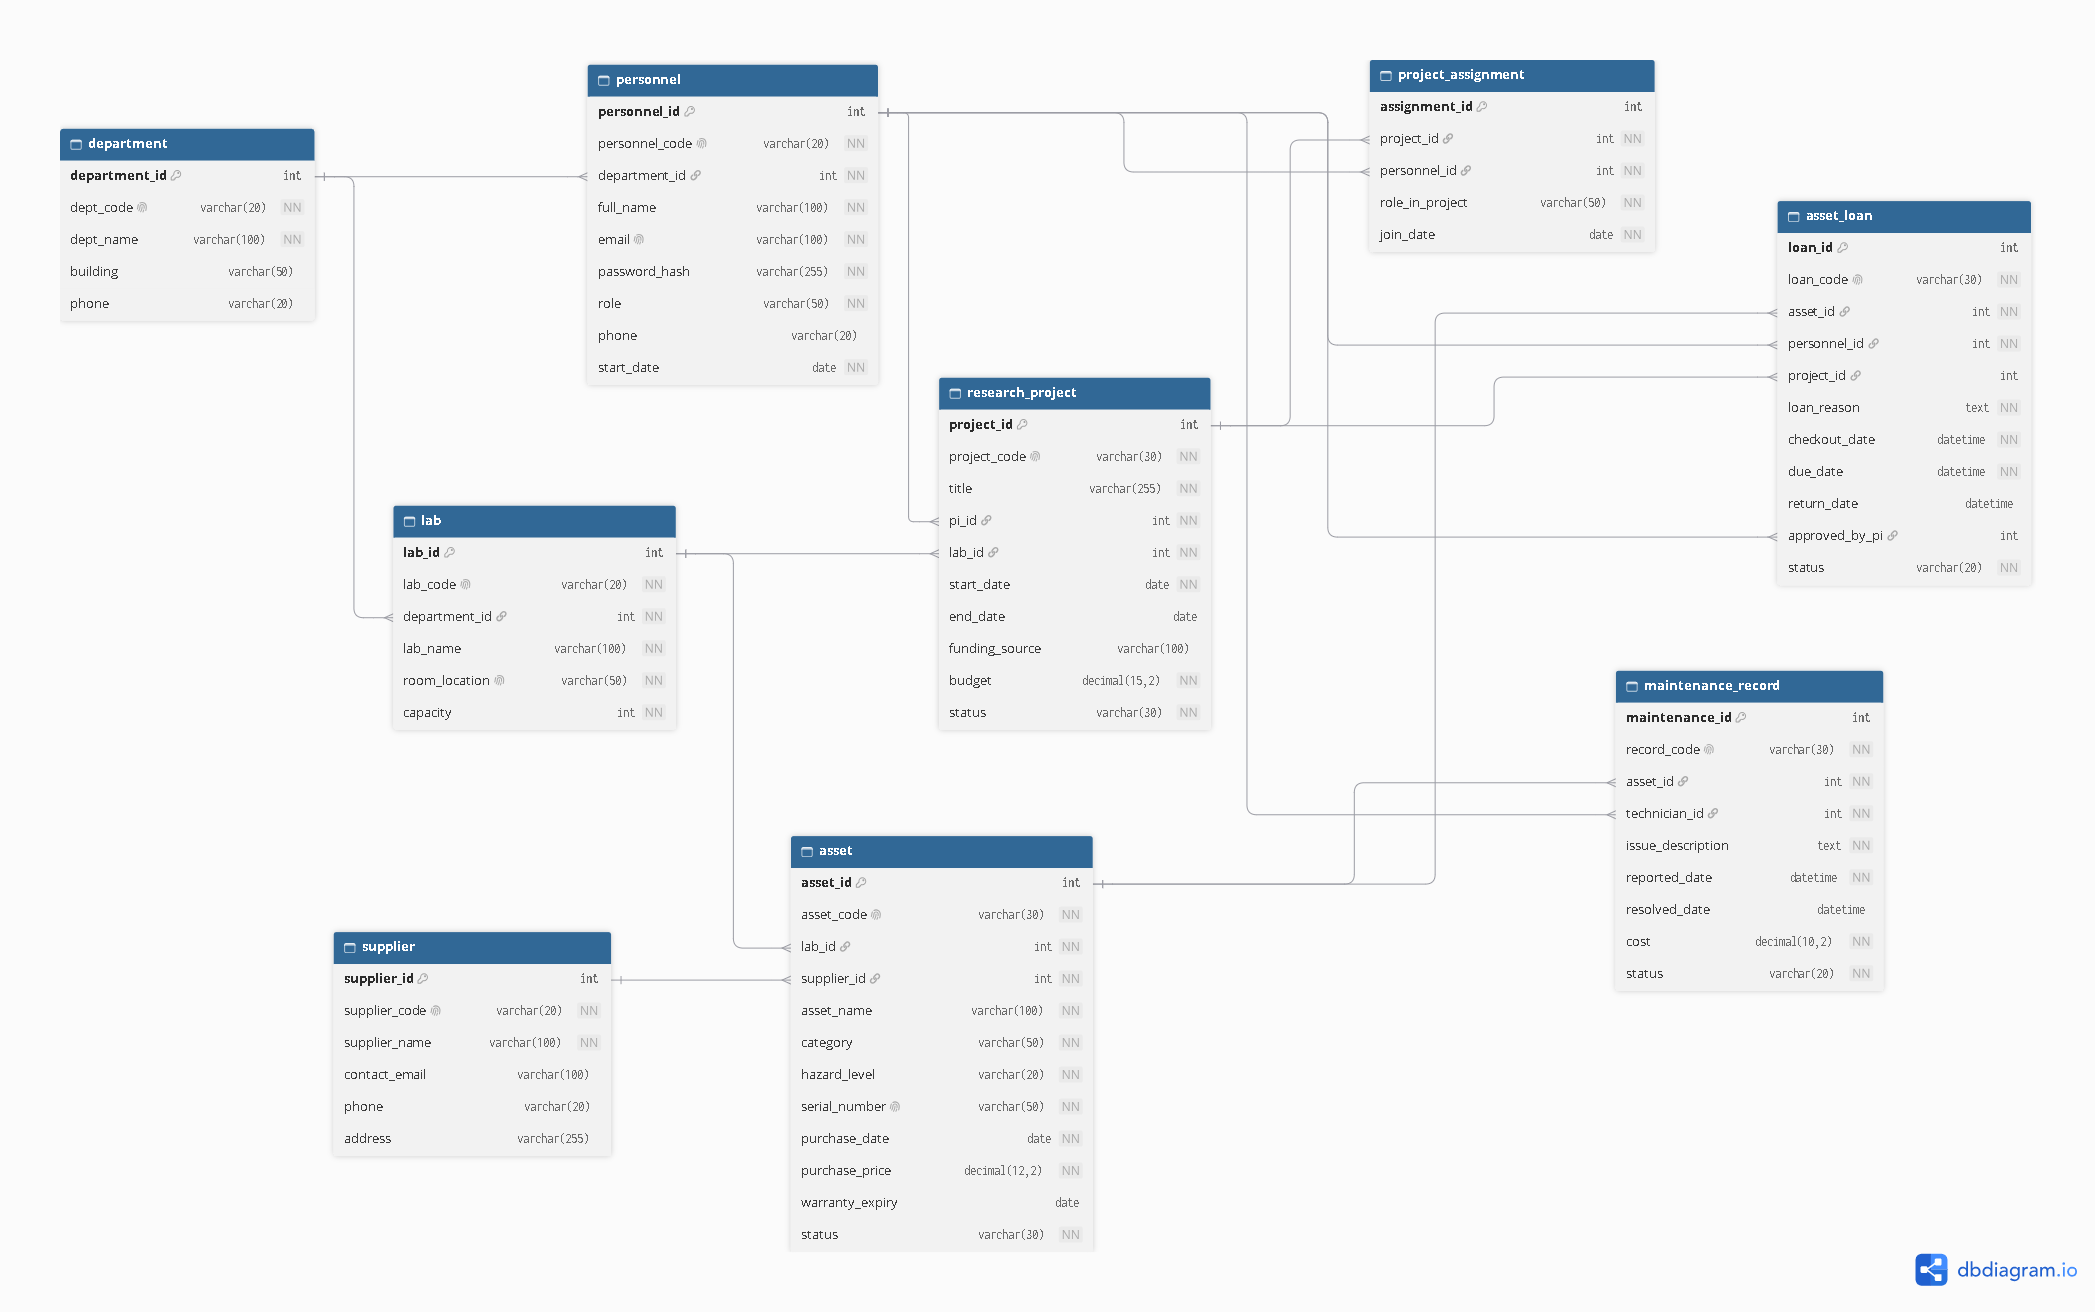 department
department_id int
dept_code varchar(20) NN
dept_name varchar(100) NN
building varchar(50)
phone varchar(20)
personnel
personnel_id int
personnel_code varchar(20) NN
department_id int NN
full_name varchar(100) NN
email varchar(100) NN
password_hash varchar(255) NN
role varchar(50) NN
phone varchar(20)
start_date date NN
project_assignment
assignment_id int
project_id int NN
personnel_id int NN
role_in_project varchar(50) NN
join_date date NN
asset_loan
loan_id int
loan_code varchar(30) NN
asset_id int NN
personnel_id int NN
project_id int
loan_reason text NN
checkout_date datetime NN
due_date datetime NN
return_date datetime
approved_by_pi int
status varchar(20) NN
research_project
project_id int
project_code varchar(30) NN
title varchar(255) NN
pi_id int NN
lab_id int NN
start_date date NN
end_date date
funding_source varchar(100)
budget decimal(15,2) NN
status varchar(30) NN
lab
lab_id int
lab_code varchar(20) NN
department_id int NN
lab_name varchar(100) NN
room_location varchar(50) NN
capacity int NN
maintenance_record
maintenance_id int
record_code varchar(30) NN
asset_id int NN
technician_id int NN
issue_description text NN
reported_date datetime NN
resolved_date datetime
cost decimal(10,2) NN
status varchar(20) NN
asset
asset_id int
asset_code varchar(30) NN
lab_id int NN
supplier_id int NN
asset_name varchar(100) NN
category varchar(50) NN
hazard_level varchar(20) NN
serial_number varchar(50) NN
purchase_date date NN
purchase_price decimal(12,2) NN
warranty_expiry date
status varchar(30) NN
supplier
supplier_id int
supplier_code varchar(20) NN
supplier_name varchar(100) NN
contact_email varchar(100)
phone varchar(20)
address varchar(255)
dbdiagram.io